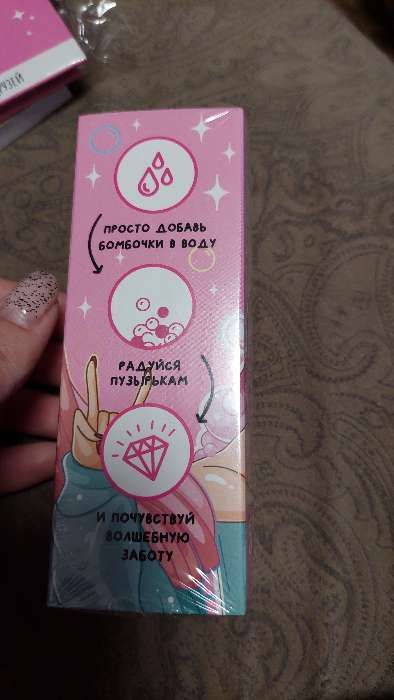 ПРОСТО ДОБАВЬ
БОМБОЧКИ В ВОДУ
РАДУЙСЯ
ПУЗЫРЬКАМ
И ПОЧУВСТВУЙ
ВОЛШЕБНУЮ
ЗАБОТУ